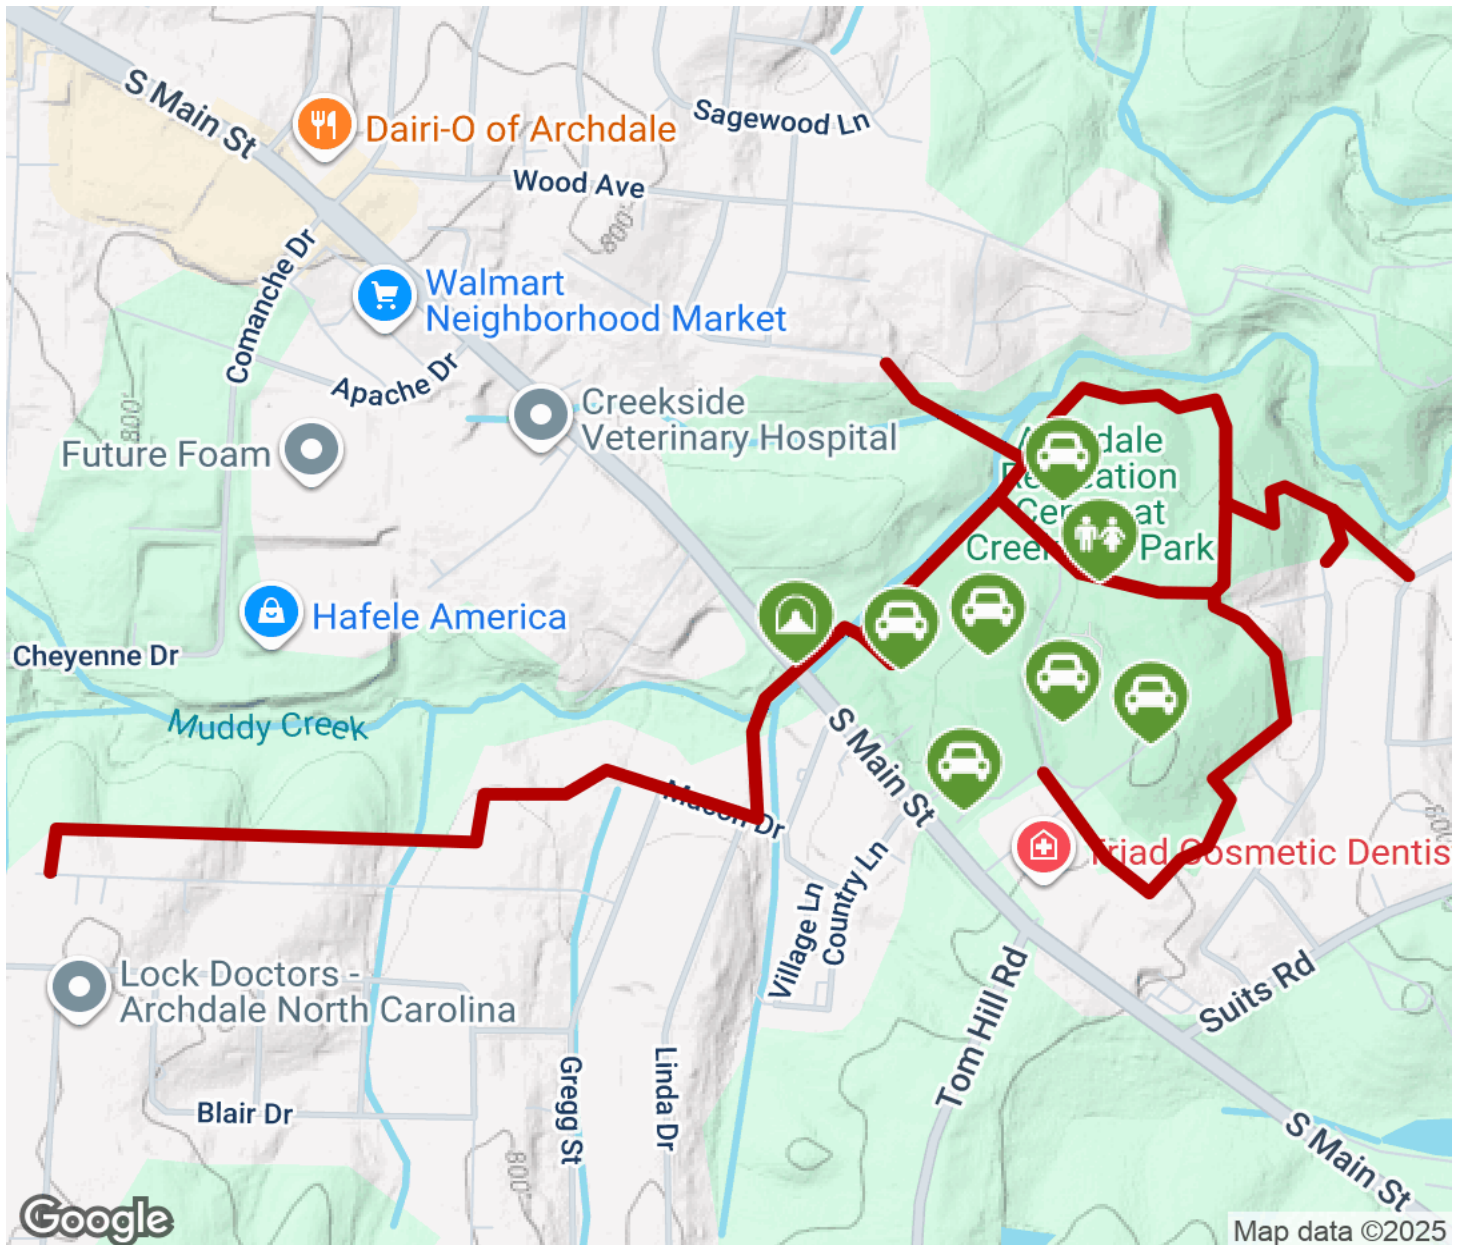 S Main St
Dairi-O of Archdale
Sagewood Ln
Wood Ave
800'
Comanche Dr
Walmart
Neighborhood Market
Apache Dr
800'
Creekside
Veterinary Hospital
Future Foam
dale
ation
at
Park
Hafele America
Cheyenne Dr
Muddy Creek
S Main St
Dr
Country Ln
Village Ln
Cosmetic Dentis
Lock Doctors -
Archdale North Carolina
Suits Rd
Tom Hill Rd
Gregg St
Linda Dr
Blair Dr
800'
S Main St
Google
Map data ©2025